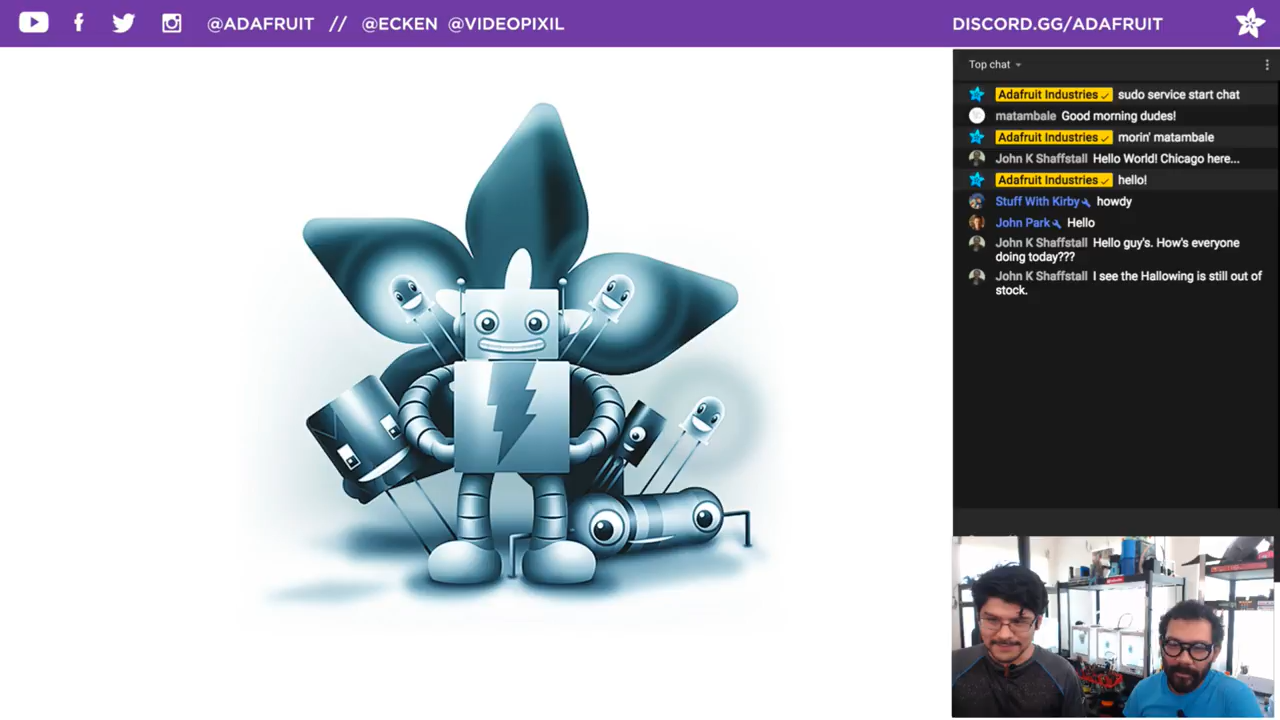 @ADAFRUIT // @ECKEN @VIDEOPIXIL
DISCORD.GG/ADAFRUIT
Top chat
Adafruit Industries sudo service start chat
matambale Good morning dudes!
Adafruit Industries morin' matambale
John K Shaffstall Hello World! Chicago here...
Adafruit Industries hello!
Stuff With Kirby howdy
John Park Hello
John K Shaffstall Hello guy's. How's everyone
doing today???
John K Shaffstall I see the Hallowing is still out of
stock.